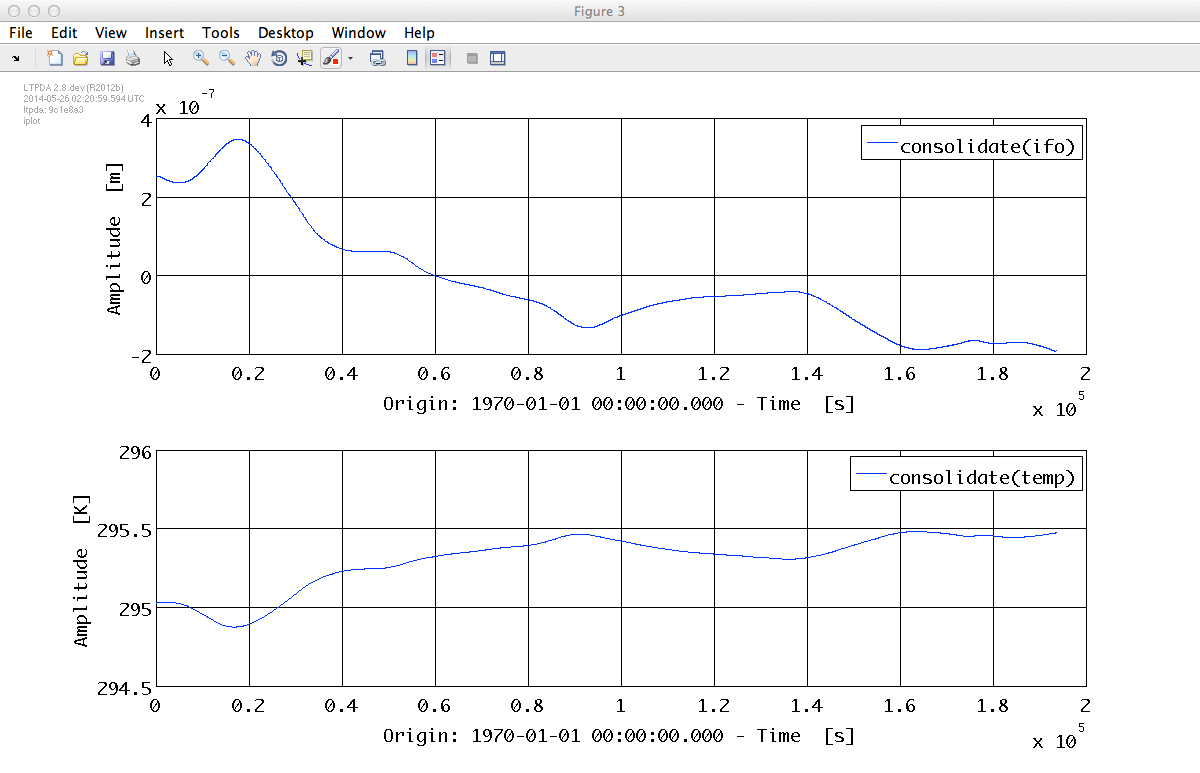 Figure 3
File Edit View Insert Tools Desktop Window Help
LTPDA 2.8.dev (R2012b)
2014-05-26 02:20:59.594 UTC
ltpda: 9c1e8a3
iplot
x 10^-7
4
2
0
-2
Amplitude [m]
consolidate(ifo)
0 0.2 0.4 0.6 0.8 1 1.2 1.4 1.6 1.8 2
Origin: 1970-01-01 00:00:00.000 - Time [s]
x 10^5
296
295.5
295
294.5
Amplitude [K]
consolidate(temp)
0 0.2 0.4 0.6 0.8 1 1.2 1.4 1.6 1.8 2
Origin: 1970-01-01 00:00:00.000 - Time [s]
x 10^5